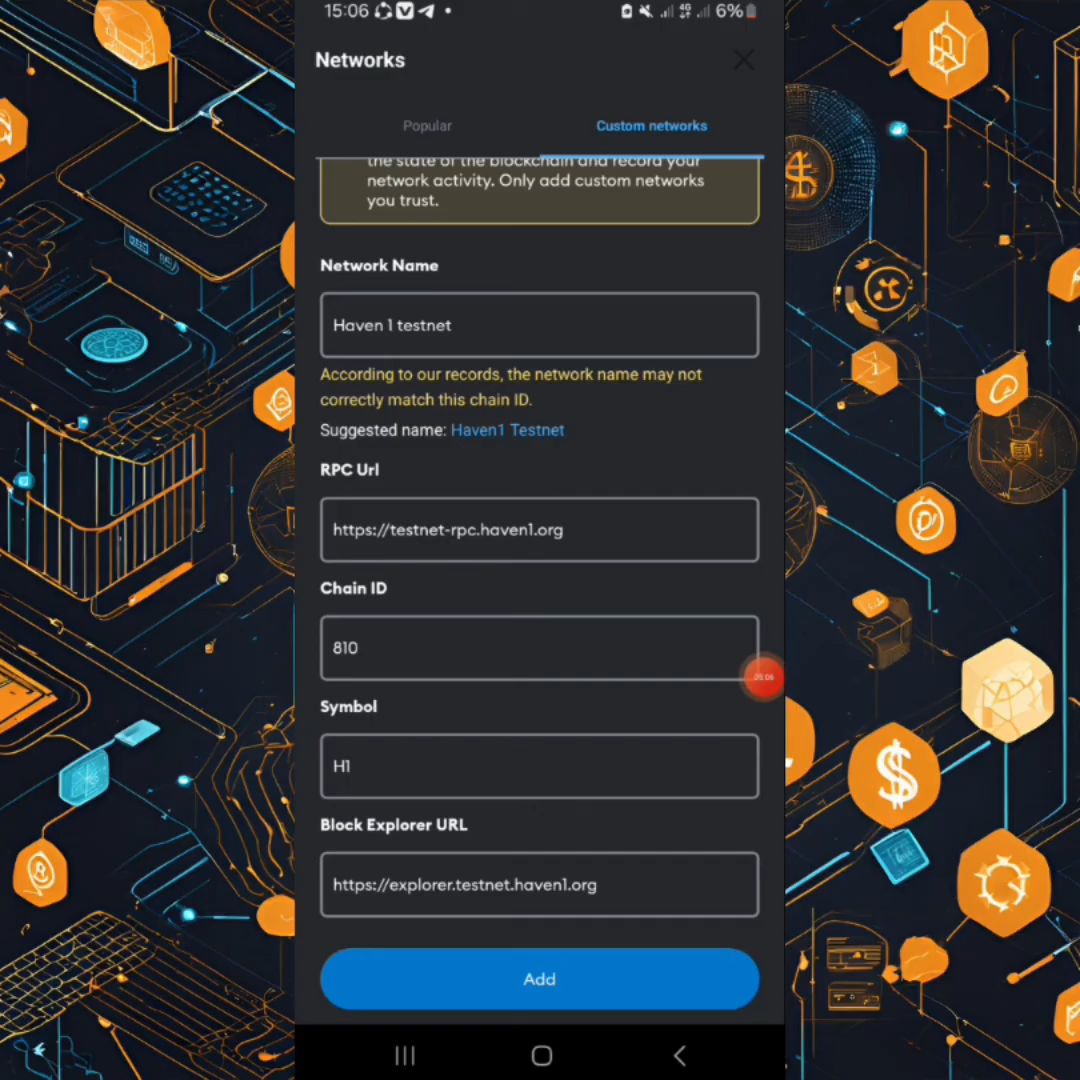 15:06 4G 6%
Networks
Popular Custom networks
the state of the blockchain and record your
network activity. Only add custom networks
you trust.
Network Name
Haven 1 testnet
According to our records, the network name may not
correctly match this chain ID.
Suggested name: Haven1 Testnet
RPC Url
https://testnet-rpc.haven1.org
Chain ID
810
05:06
Symbol
H1
Block Explorer URL
https://explorer.testnet.haven1.org
Add